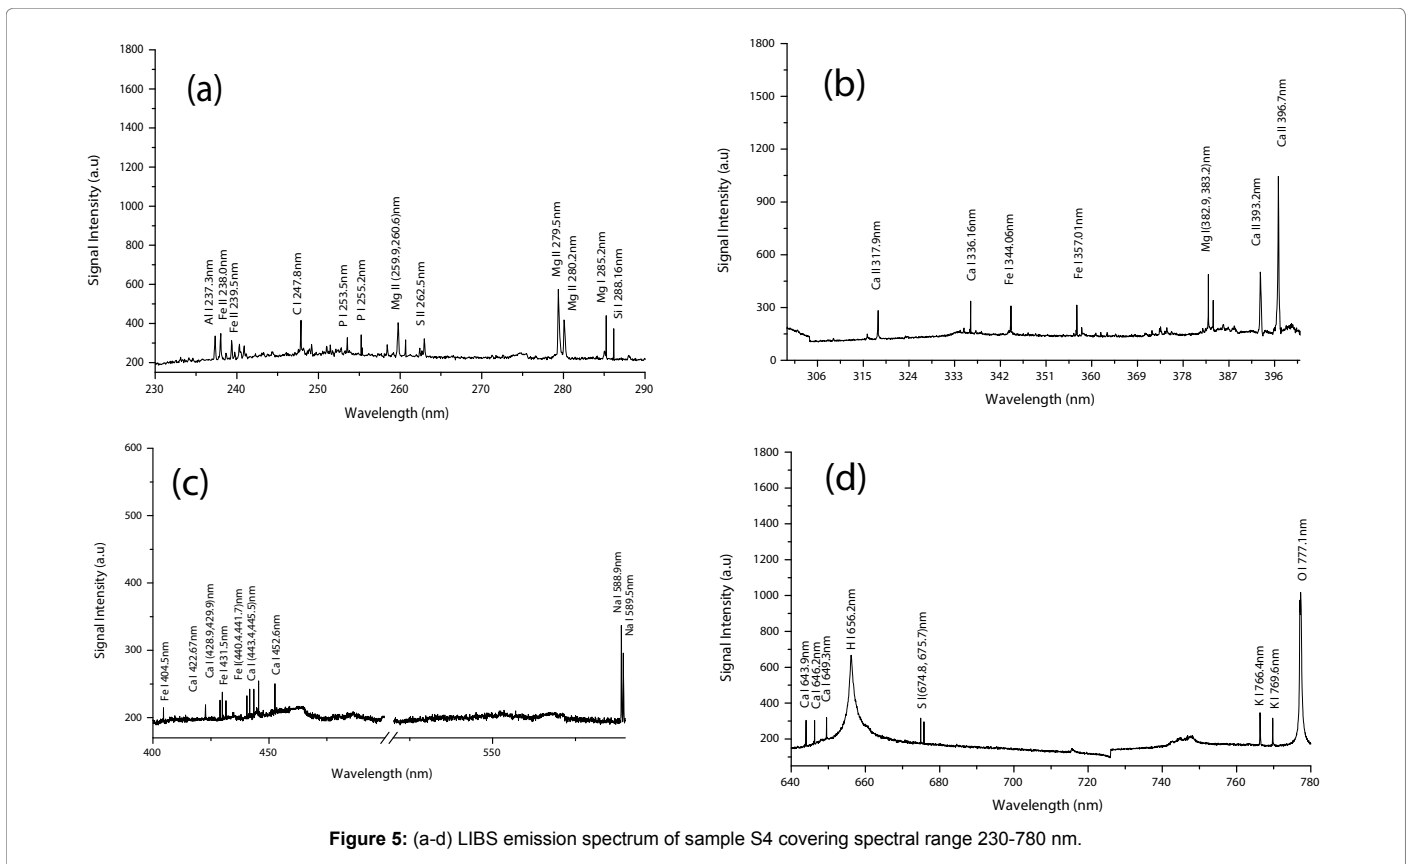 (a)
1800
1600
1400
1200
1000
800
600
400
200
Signal Intensity (a.u)
Al I 237.3nm
Fe II 238.0nm
Fe II 239.5nm
C I 247.8nm
P I 253.5nm
P I 255.2nm
Mg II (259.9,260.6)nm
S II 262.5nm
Mg II 279.5nm
Mg II 280.2nm
Mg I 285.2nm
Si I 288.16nm
230 240 250 260 270 280 290
Wavelength (nm)
(b)
1800
1500
1200
900
600
300
0
Signal Intensity (a.u)
Ca II 317.9nm
Ca I 336.16nm
Fe I 344.06nm
Fe I 357.01nm
Mg I(382.9, 383.2)nm
Ca II 393.2nm
Ca II 396.7nm
306 315 324 333 342 351 360 369 378 387 396
Wavelength (nm)
(c)
600
500
400
300
200
Signal Intensity (a.u)
Fe I 404.5nm
Ca I 422.67nm
Ca I (428.9,429.9)nm
Fe I 431.5nm
Fe I(440.4.441.7)nm
Ca I (443.4,445.5)nm
Ca I 452.6nm
Na I 588.9nm
Na I 589.5nm
400 450 550
Wavelength (nm)
(d)
1800
1600
1400
1200
1000
800
600
400
200
Signal Intensity (a.u)
Ca I 643.9nm
Ca I 646.2nm
Ca I 649.3nm
H I 656.2nm
S I(674.8, 675.7)nm
K I 766.4nm
K I 769.6nm
O I 777.1nm
640 660 680 700 720 740 760 780
Wavelength (nm)
Figure 5: (a-d) LIBS emission spectrum of sample S4 covering spectral range 230-780 nm.